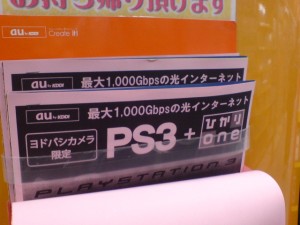 お持ち帰り頂けます
au by KDDI Create 新
au by KDDI 最大1,000Gbpsの光インターネット
au by KDDI 最大1,000Gbpsの光インターネット
ヨドバシカメラ
限定
PS3 + ひかり one
PLAYSTATION 3